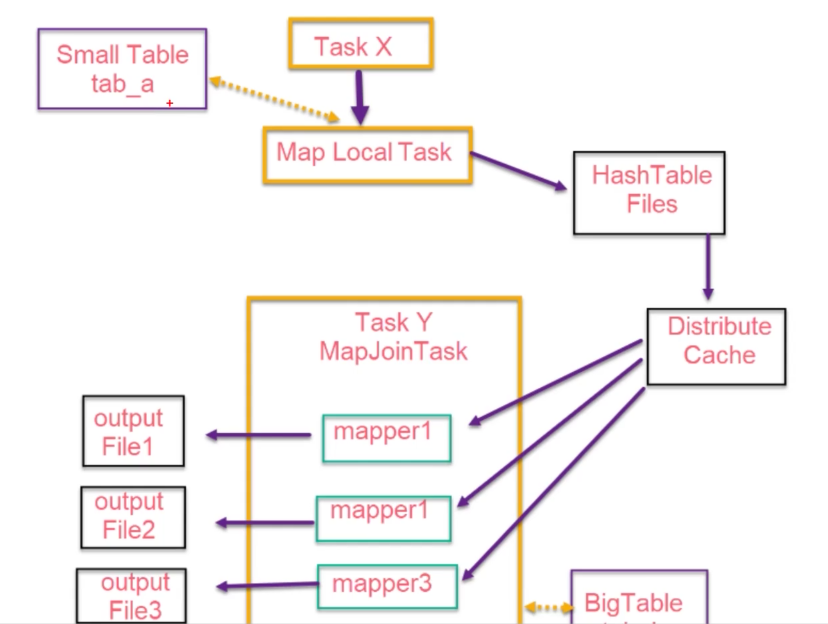 Task X
Small Table
tab_a
Map Local Task
HashTable
Files
Distribute
Cache
Task Y
MapJoinTask
mapper1
output
File1
mapper1
output
File2
mapper3
output
File3
BigTable